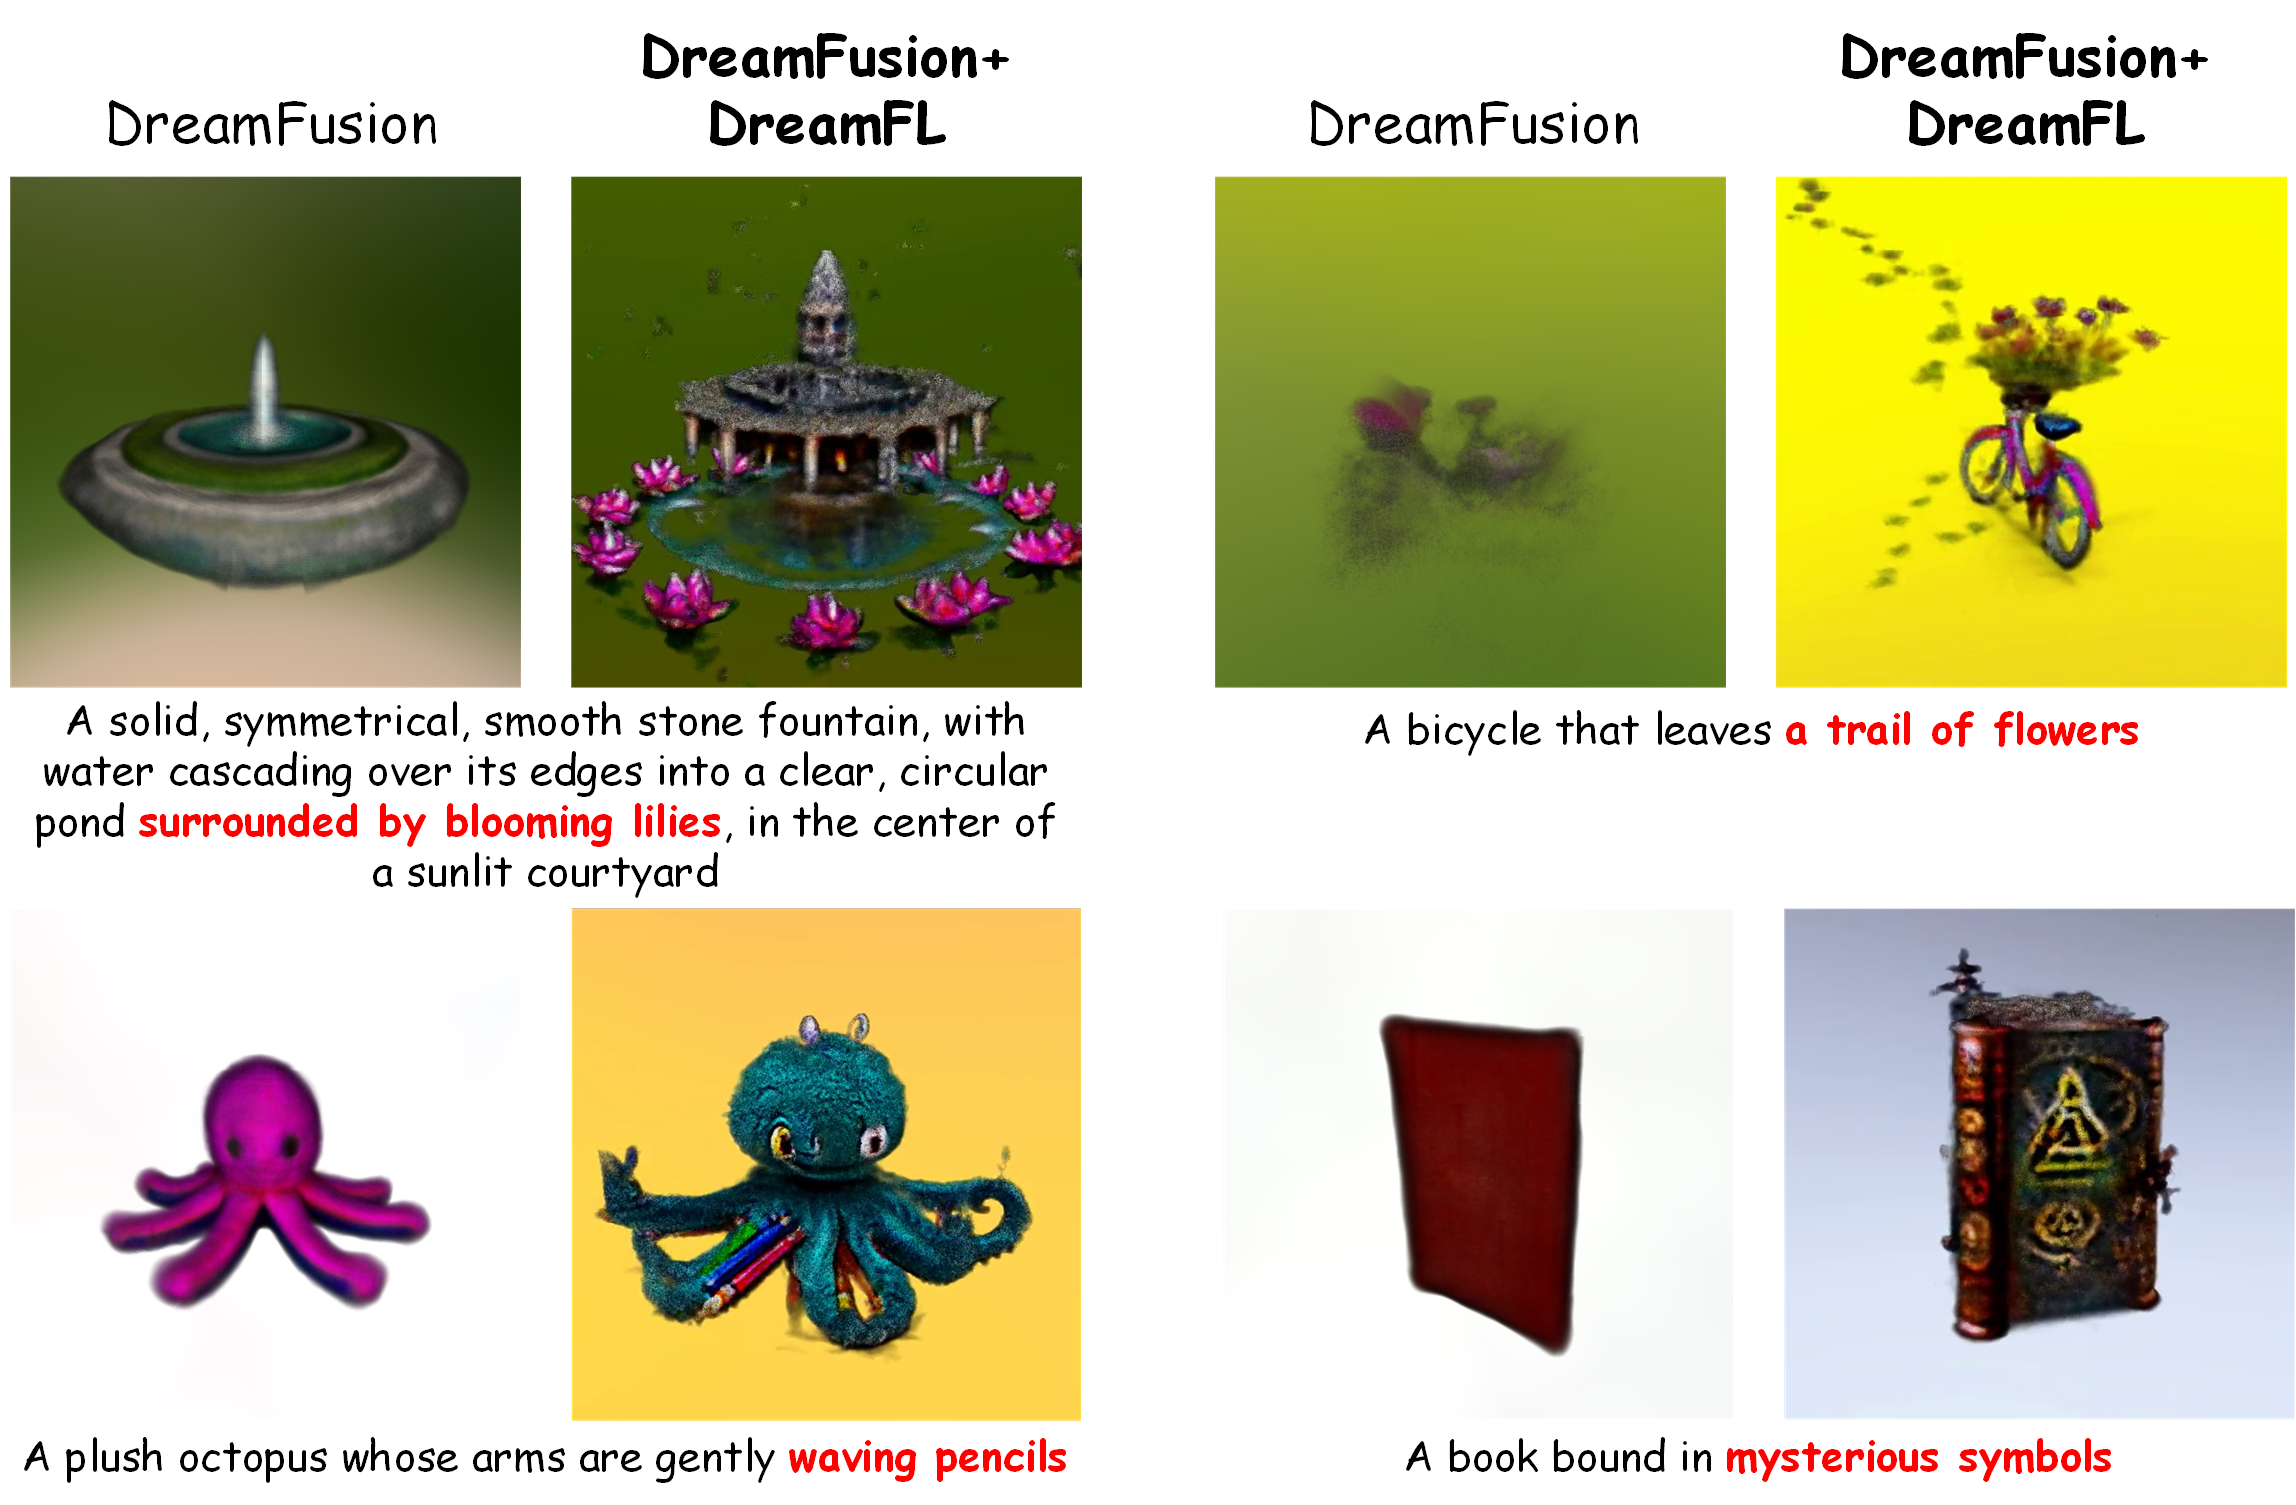 DreamFusion
DreamFusion+
DreamFL
DreamFusion
DreamFusion+
DreamFL
A solid, symmetrical, smooth stone fountain, with
water cascading over its edges into a clear, circular
pond surrounded by blooming lilies, in the center of
a sunlit courtyard
A bicycle that leaves a trail of flowers
A plush octopus whose arms are gently waving pencils
A book bound in mysterious symbols